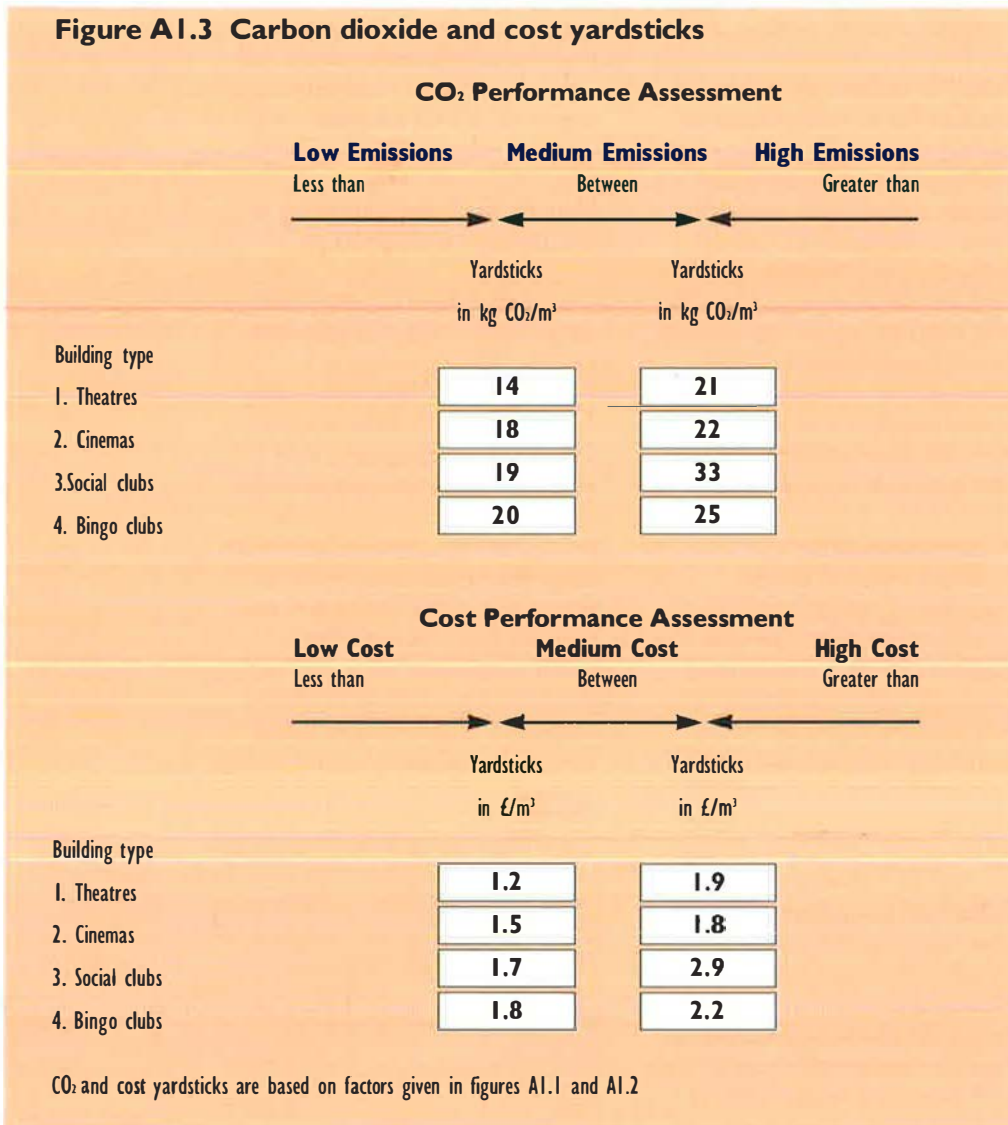 Figure A1.3 Carbon dioxide and cost yardsticks
CO₂ Performance Assessment
Low Emissions Medium Emissions High Emissions
Less than Between Greater than
Yardsticks Yardsticks
in kg CO₂/m³ in kg CO₂/m³
Building type
1. Theatres 14 21
2. Cinemas 18 22
3.Social clubs 19 33
4. Bingo clubs 20 25
Cost Performance Assessment
Low Cost Medium Cost High Cost
Less than Between Greater than
Yardsticks Yardsticks
in £/m³ in £/m³
Building type
1. Theatres 1.2 1.9
2. Cinemas 1.5 1.8
3. Social clubs 1.7 2.9
4. Bingo clubs 1.8 2.2
CO₂ and cost yardsticks are based on factors given in figures A1.1 and A1.2